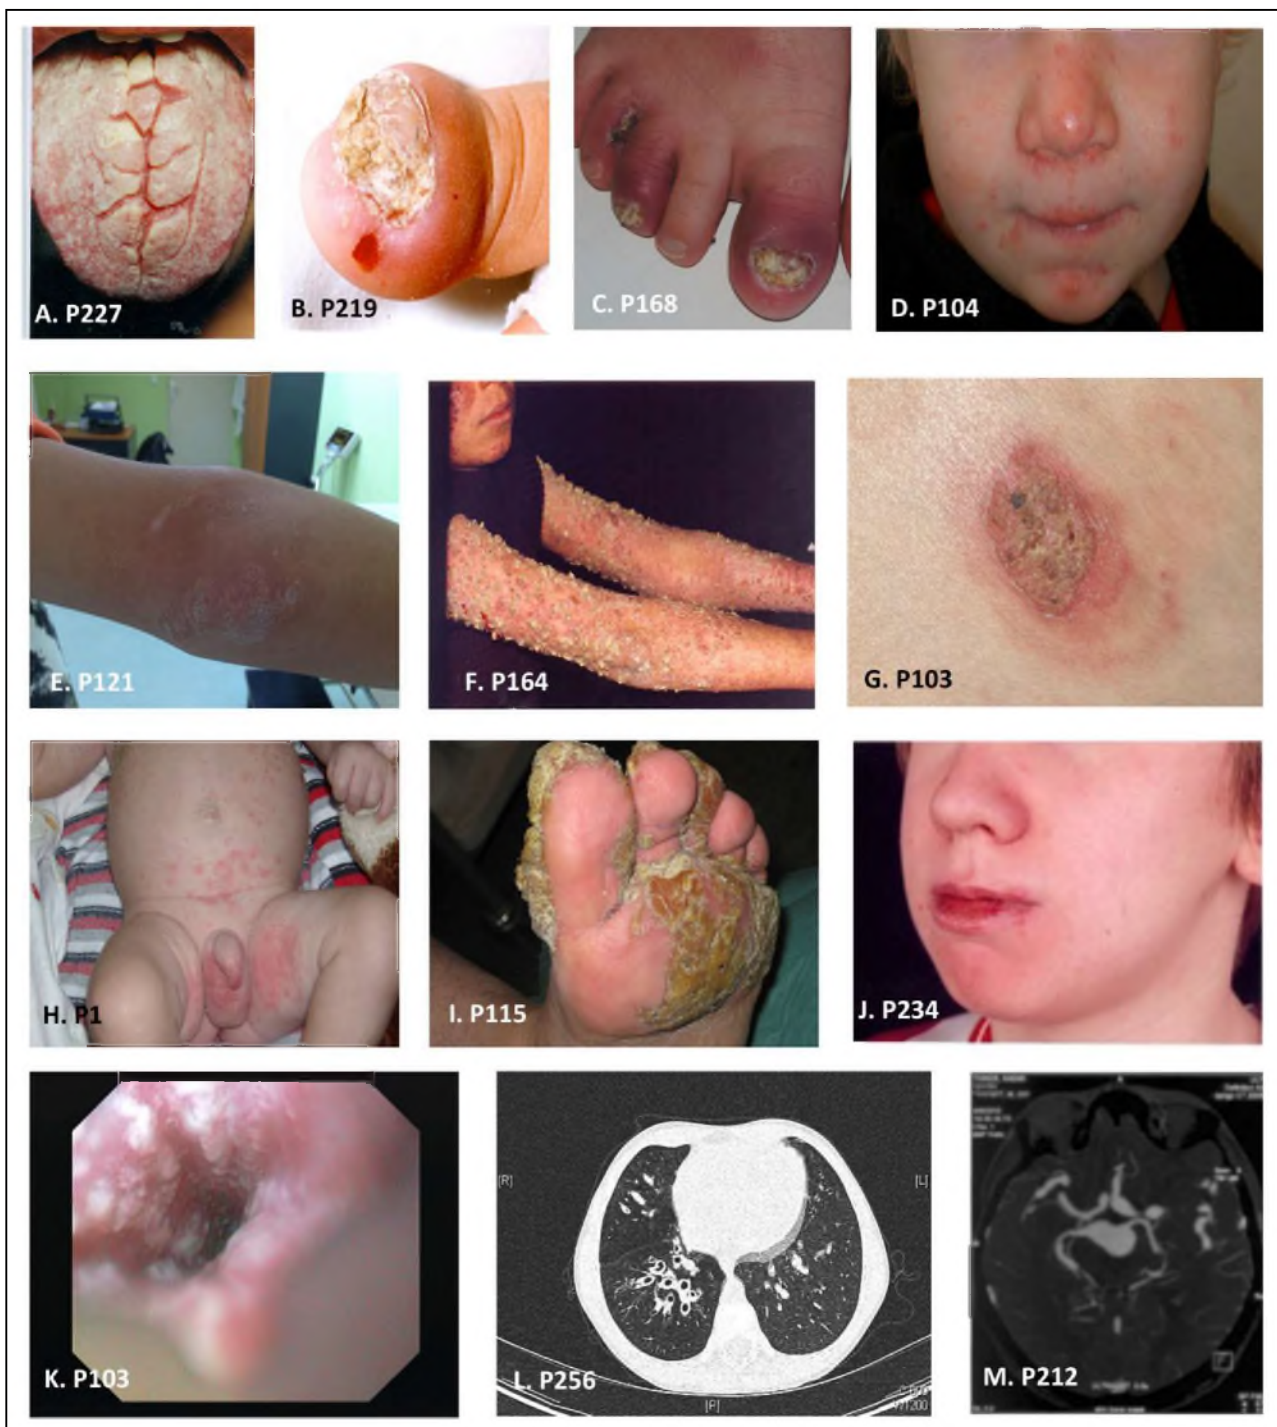 A. P227
B. P219
C. P168
D. P104
E. P121
F. P164
G. P103
H. P1
I. P115
J. P234
K. P103
[R]
[L]
L. P256
[P]
M. P212